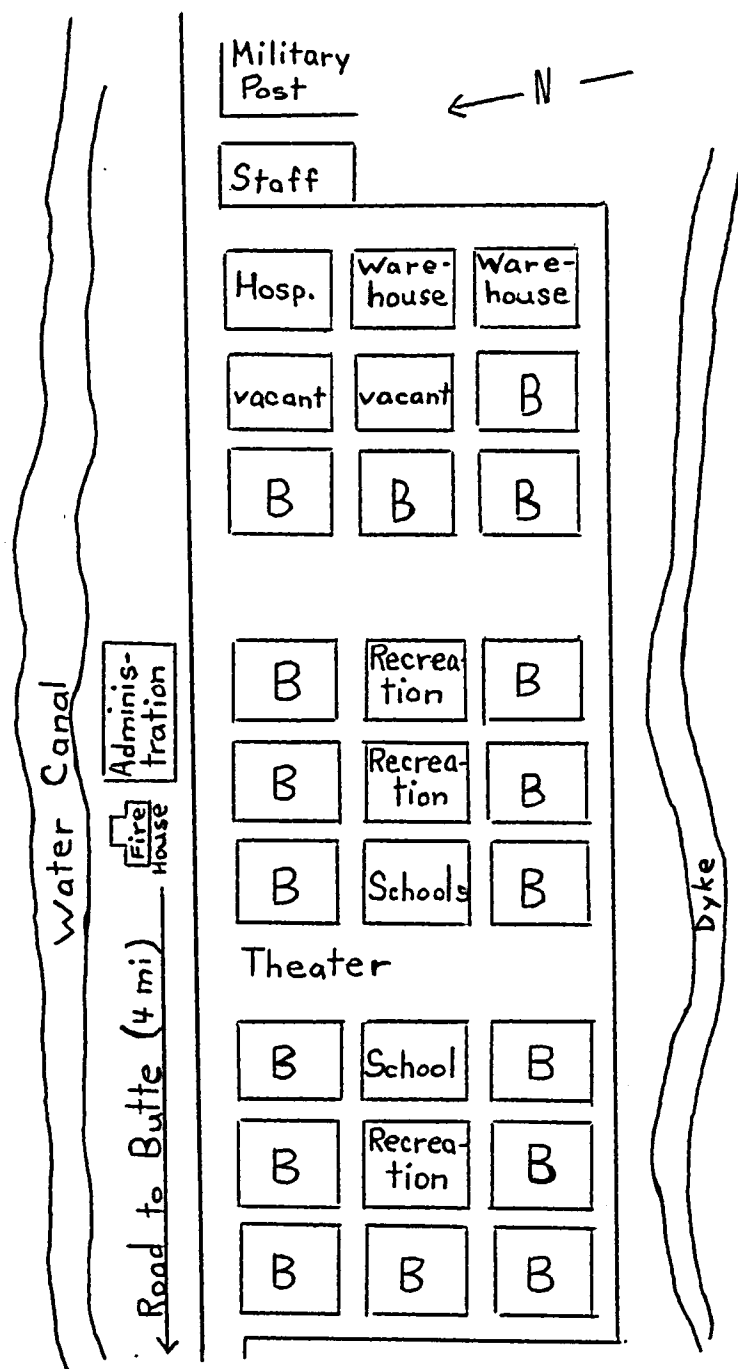 Military
Post
N
Staff
Hosp.
Ware-
house
Ware-
house
vacant
vacant
B
B
B
B
Adminis-
tration
B
Recrea-
tion
B
Fire
House
B
Recrea-
tion
B
B
Schools
B
Water Canal
Dyke
Theater
Road to Butte (4 mi)
B
School
B
B
Recrea-
tion
B
B
B
B